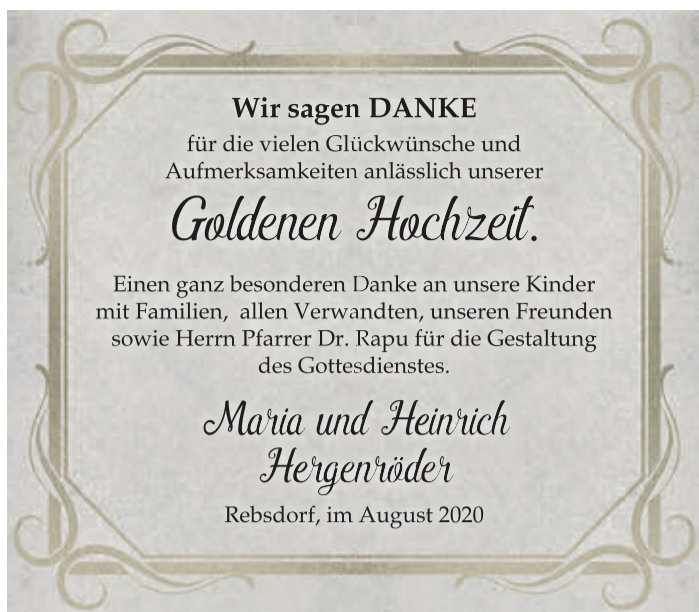 Wir sagen DANKE
für die vielen Glückwünsche und
Aufmerksamkeiten anlässlich unserer
Goldenen Hochzeit.
Einen ganz besonderen Danke an unsere Kinder
mit Familien, allen Verwandten, unseren Freunden
sowie Herrn Pfarrer Dr. Rapu für die Gestaltung
des Gottesdienstes.
Maria und Heinrich
Hergenröder
Rebsdorf, im August 2020